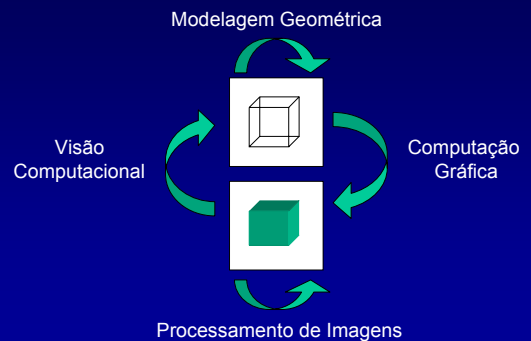 Modelagem Geométrica
Visão
Computacional
Computação
Gráfica
Processamento de Imagens